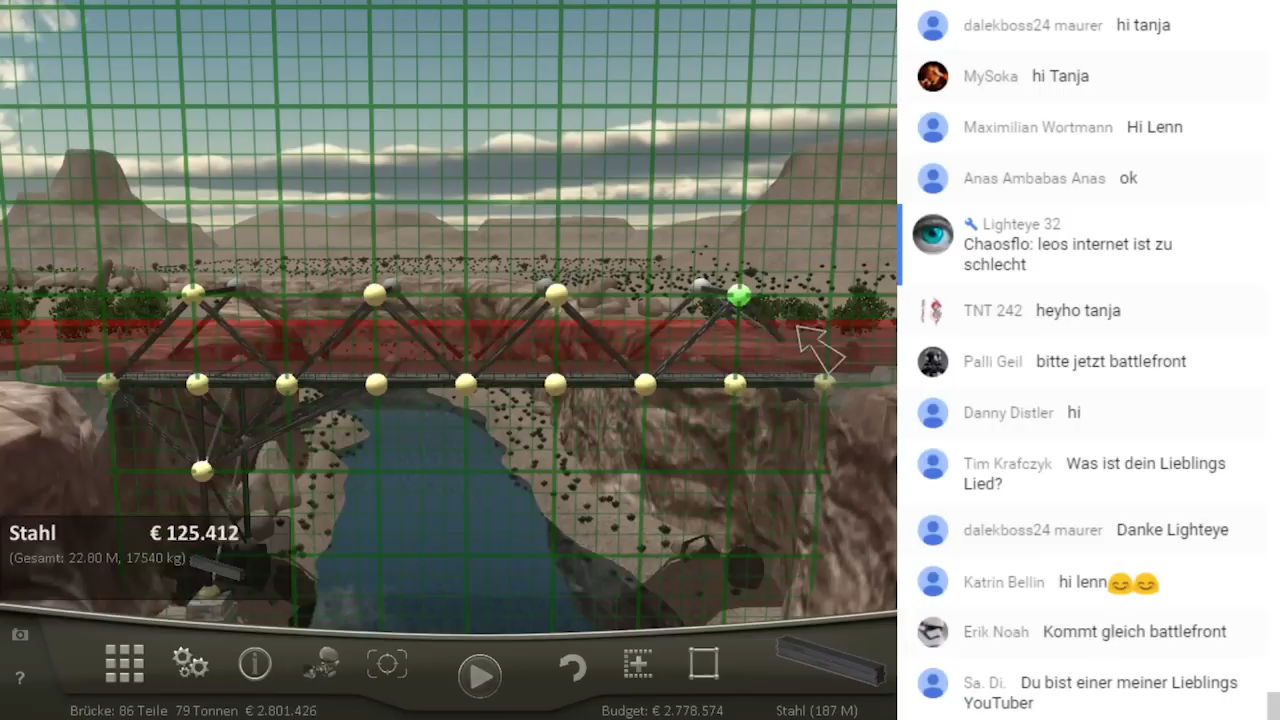 Stahl € 125.412
(Gesamt: 22.80 M, 17540 kg)
?
Brücke: 86 Teile 79 Tonnen € 2.801.426
Budget: € 2.778.574
Stahl (187 M)
dalekboss24 maurer hi tanja
MySoka hi Tanja
Maximilian Wortmann Hi Lenn
Anas Ambabas Anas ok
Lighteye 32
Chaosflo: leos internet ist zu
schlecht
TNT 242 heyho tanja
Palli Geil bitte jetzt battlefront
Danny Distler hi
Tim Krafczyk Was ist dein Lieblings
Lied?
dalekboss24 maurer Danke Lighteye
Katrin Bellin hi lenn😊😊
Erik Noah Kommt gleich battlefront
Sa. Di. Du bist einer meiner Lieblings
YouTuber